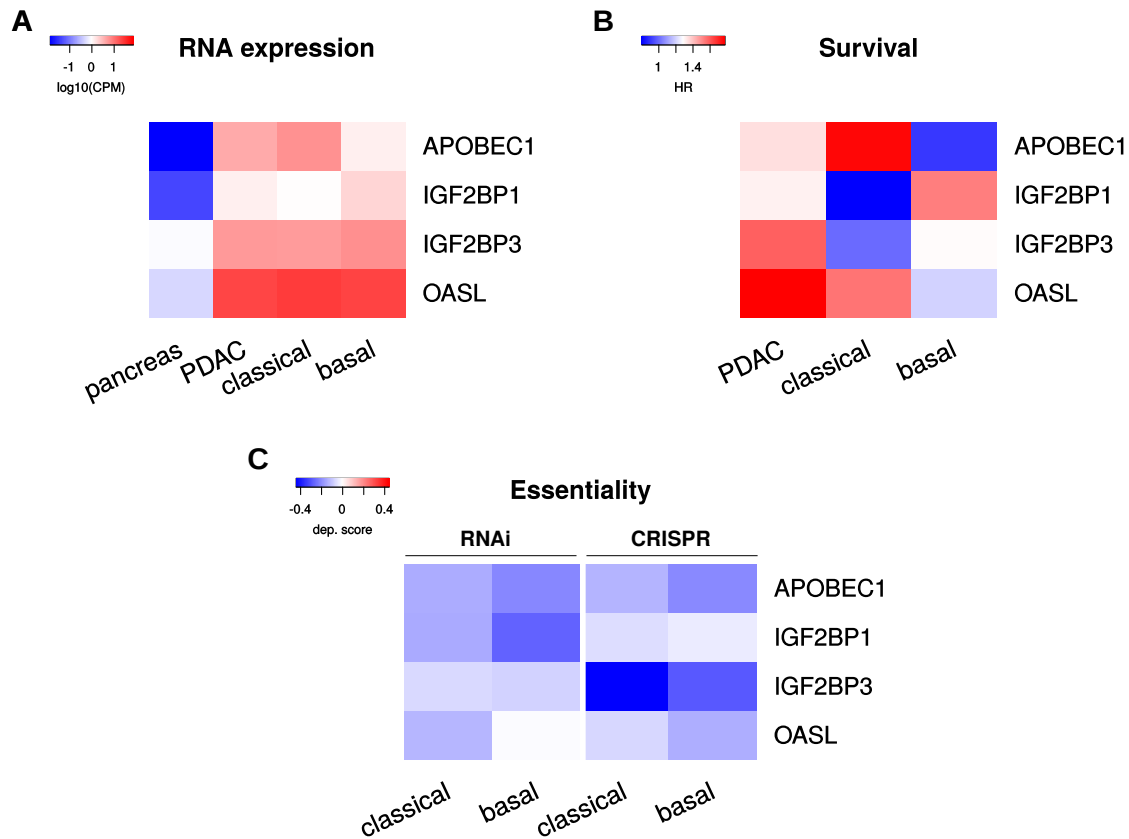 A
RNA expression
-1 0 1
log10(CPM)
APOBEC1
IGF2BP1
IGF2BP3
OASL
pancreas PDAC classical basal
B
Survival
1 1.4
HR
APOBEC1
IGF2BP1
IGF2BP3
OASL
PDAC classical basal
C
Essentiality
-0.4 0 0.4
dep. score
RNAi CRISPR
APOBEC1
IGF2BP1
IGF2BP3
OASL
classical basal classical basal